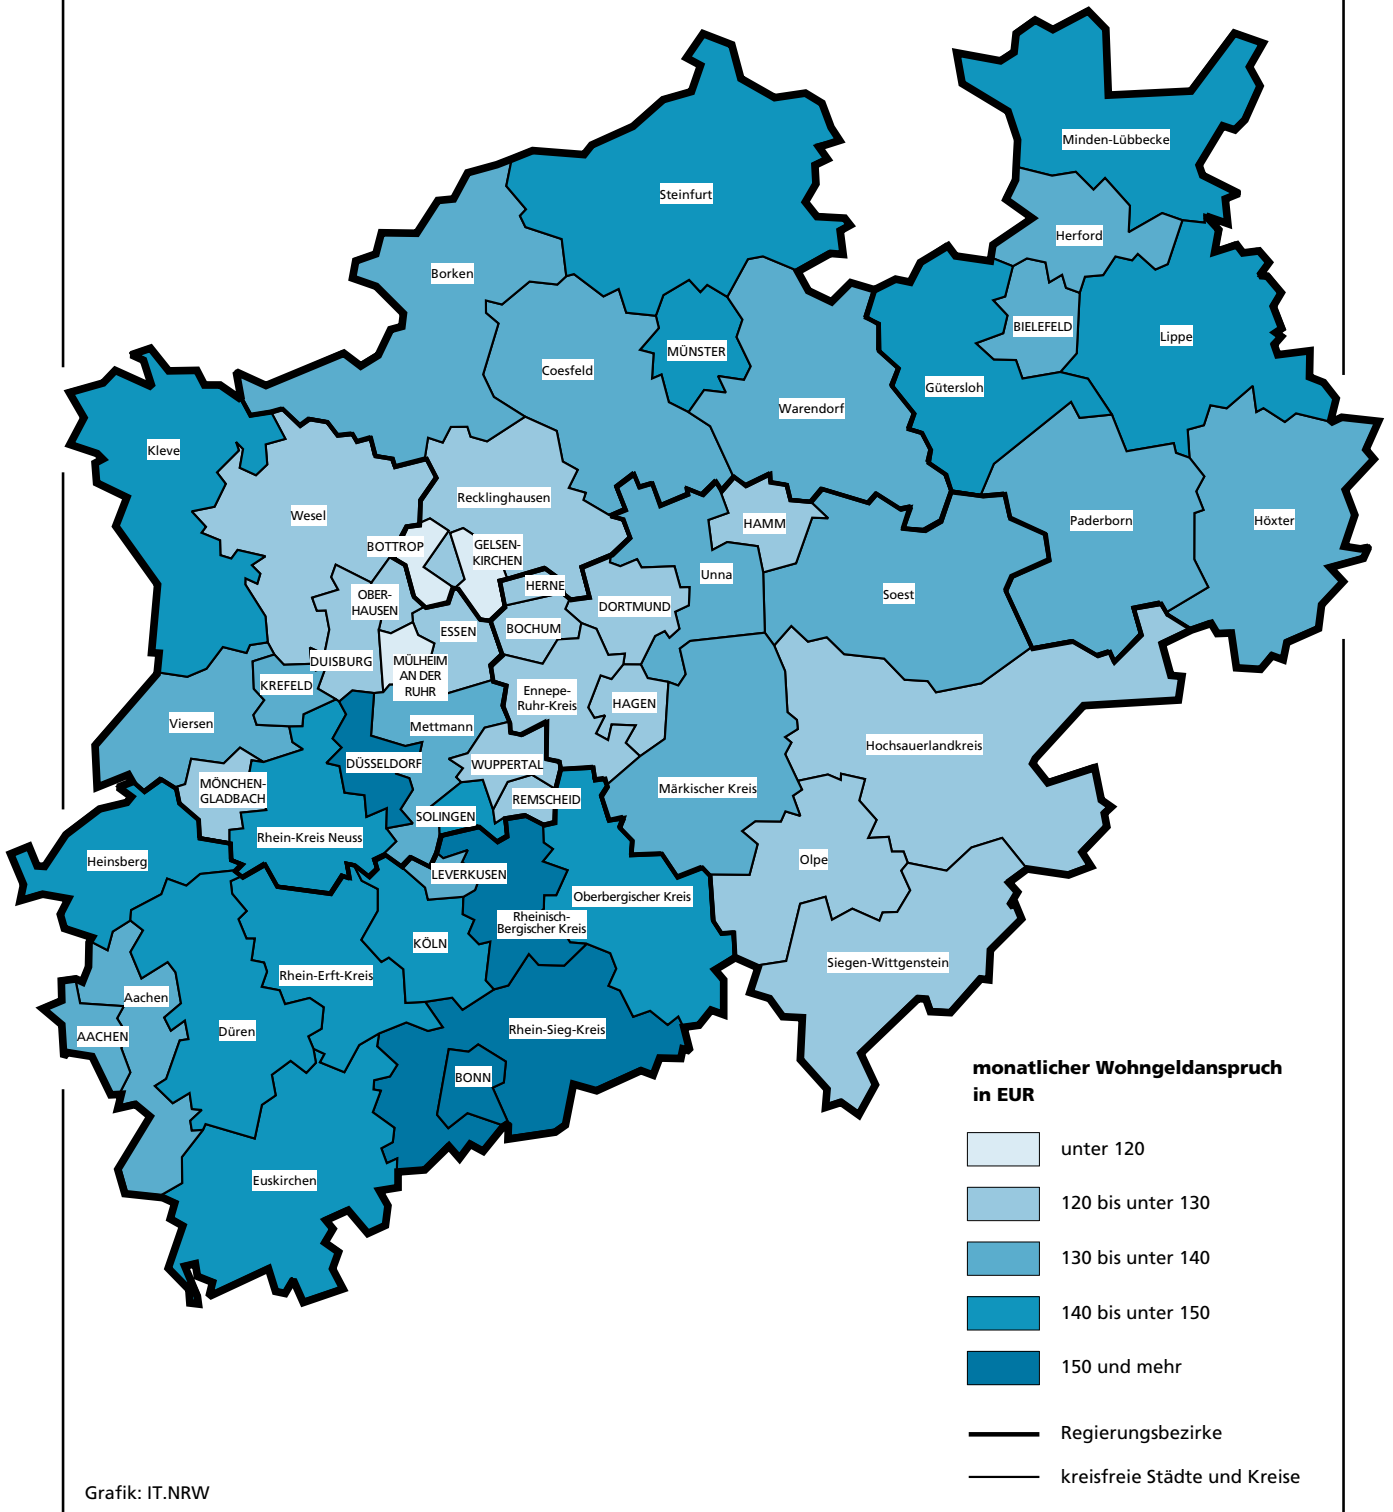 Minden-Lübbecke
Steinfurt
Herford
Borken
BIELEFELD
Lippe
MÜNSTER
Coesfeld
Gütersloh
Warendorf
Kleve
Recklinghausen
Wesel
HAMM
Paderborn
Höxter
BOTTROP
GELSEN-
KIRCHEN
Unna
HERNE
Soest
OBER-
HAUSEN
DORTMUND
ESSEN
BOCHUM
DUISBURG
MÜLHEIM
AN DER
RUHR
KREFELD
Ennepe-
Ruhr-Kreis
HAGEN
Viersen
Mettmann
Hochsauerlandkreis
DÜSSELDORF
WUPPERTAL
MÖNCHEN-
GLADBACH
Märkischer Kreis
REMSCHEID
SOLINGEN
Rhein-Kreis Neuss
Heinsberg
Olpe
LEVERKUSEN
Oberbergischer Kreis
Rheinisch-
Bergischer Kreis
KÖLN
Siegen-Wittgenstein
Rhein-Erft-Kreis
Aachen
Düren
Rhein-Sieg-Kreis
AACHEN
BONN
Euskirchen
monatlicher Wohngeldanspruch
in EUR
unter 120
120 bis unter 130
130 bis unter 140
140 bis unter 150
150 und mehr
Regierungsbezirke
kreisfreie Städte und Kreise
Grafik: IT.NRW